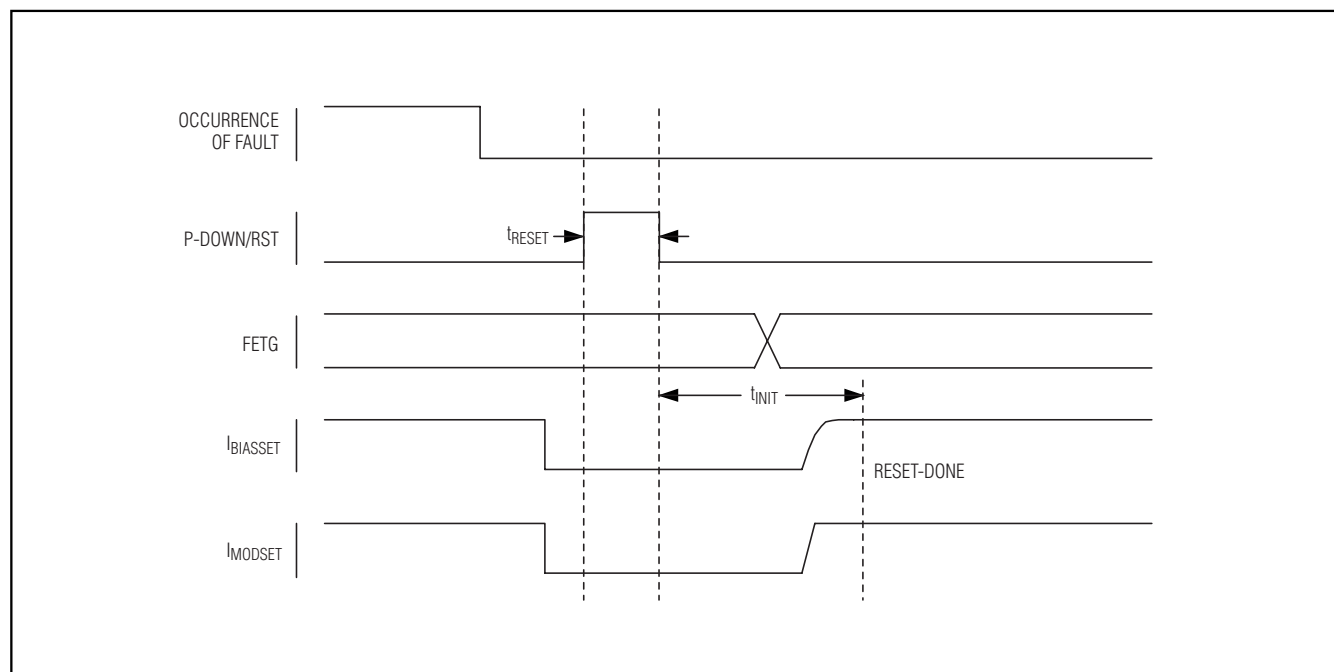 OCCURRENCE
OF FAULT
P-DOWN/RST
tRESET
FETG
tINIT
IBIASSET
RESET-DONE
IMODSET